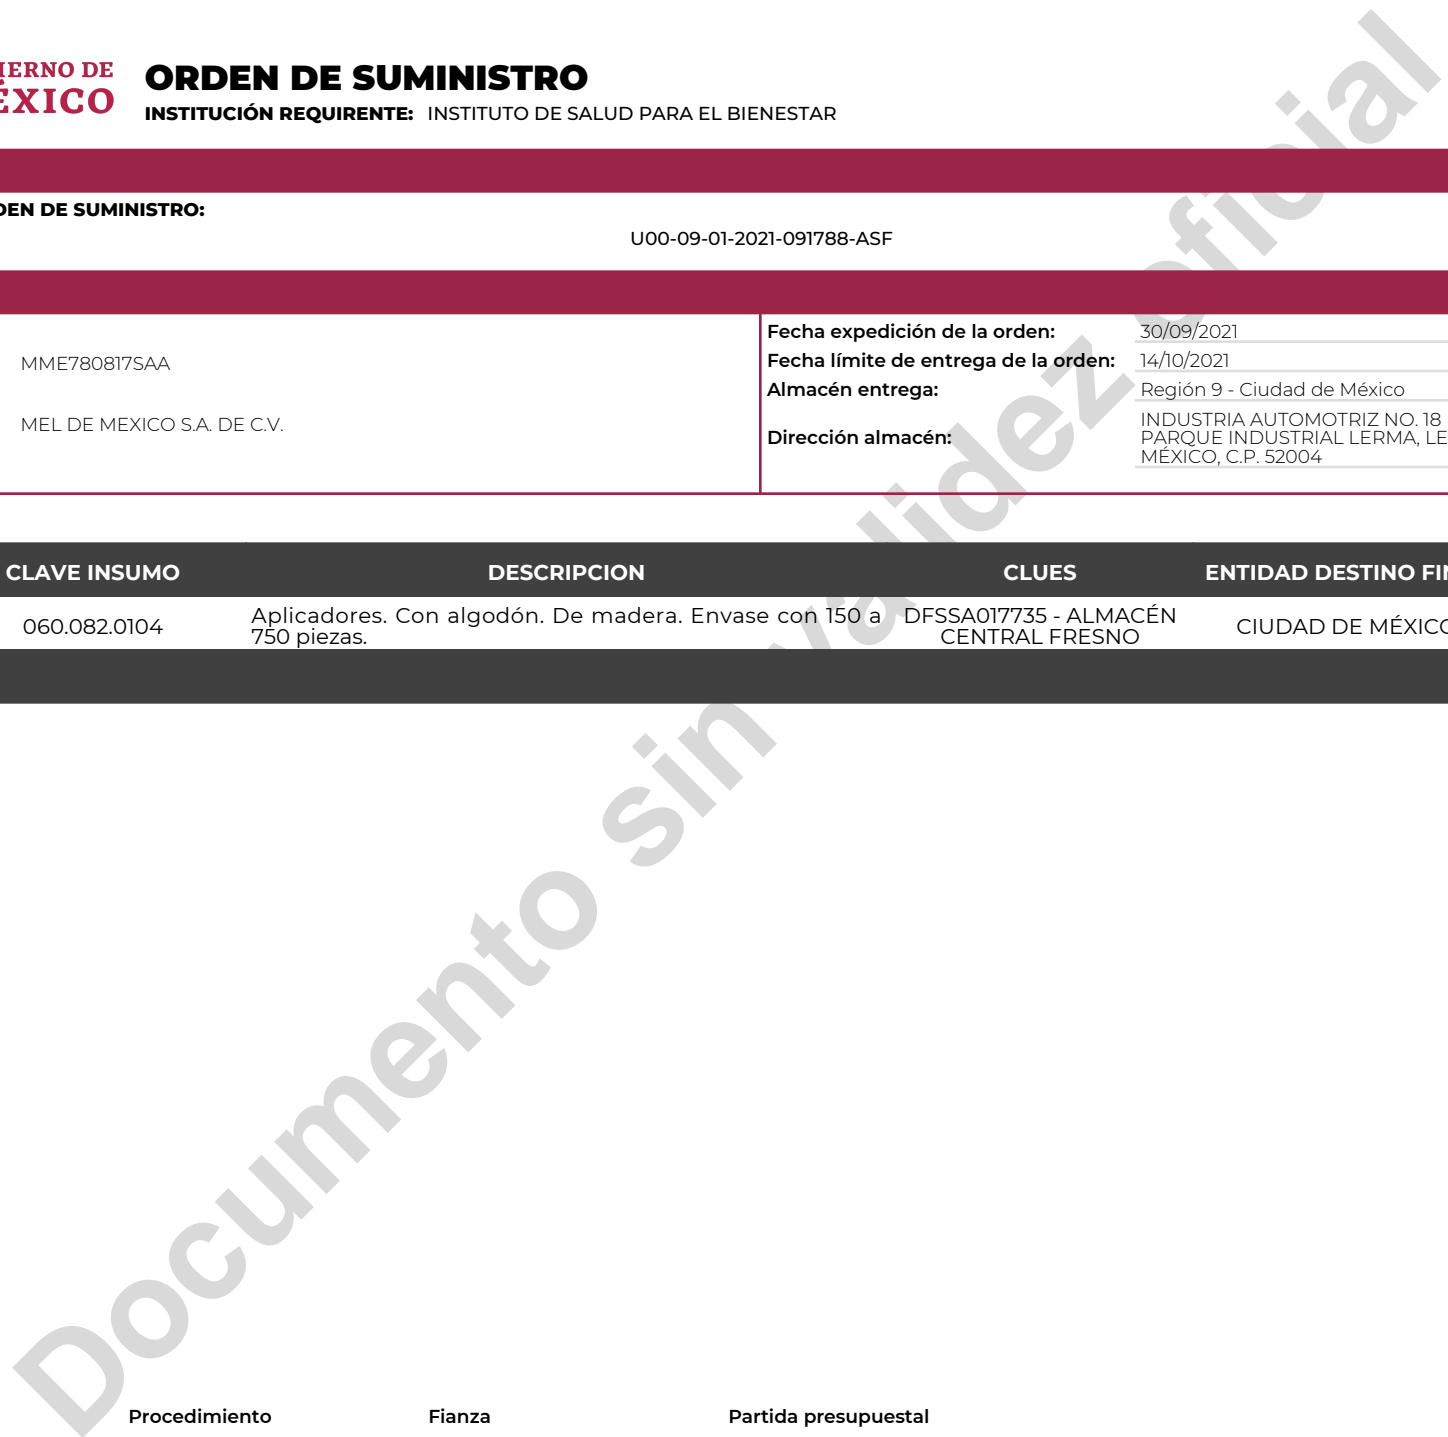 IERNO DE
ÉXICO
ORDEN DE SUMINISTRO
INSTITUCIÓN REQUIRENTE: INSTITUTO DE SALUD PARA EL BIENESTAR
DEN DE SUMINISTRO:
U00-09-01-2021-091788-ASF
MME780817SAA
MEL DE MEXICO S.A. DE C.V.
Fecha expedición de la orden: 30/09/2021
Fecha límite de entrega de la orden: 14/10/2021
Almacén entrega: Región 9 - Ciudad de México
Dirección almacén: INDUSTRIA AUTOMOTRIZ NO. 18
PARQUE INDUSTRIAL LERMA, LE
MÉXICO, C.P. 52004
CLAVE INSUMO DESCRIPCION CLUES ENTIDAD DESTINO FIN
060.082.0104 Aplicadores. Con algodón. De madera. Envase con 150 a DFSSA017735 - ALMACÉN CIUDAD DE MÉXICO
750 piezas. CENTRAL FRESNO
Documento sin validez oficial
Procedimiento Fianza Partida presupuestal